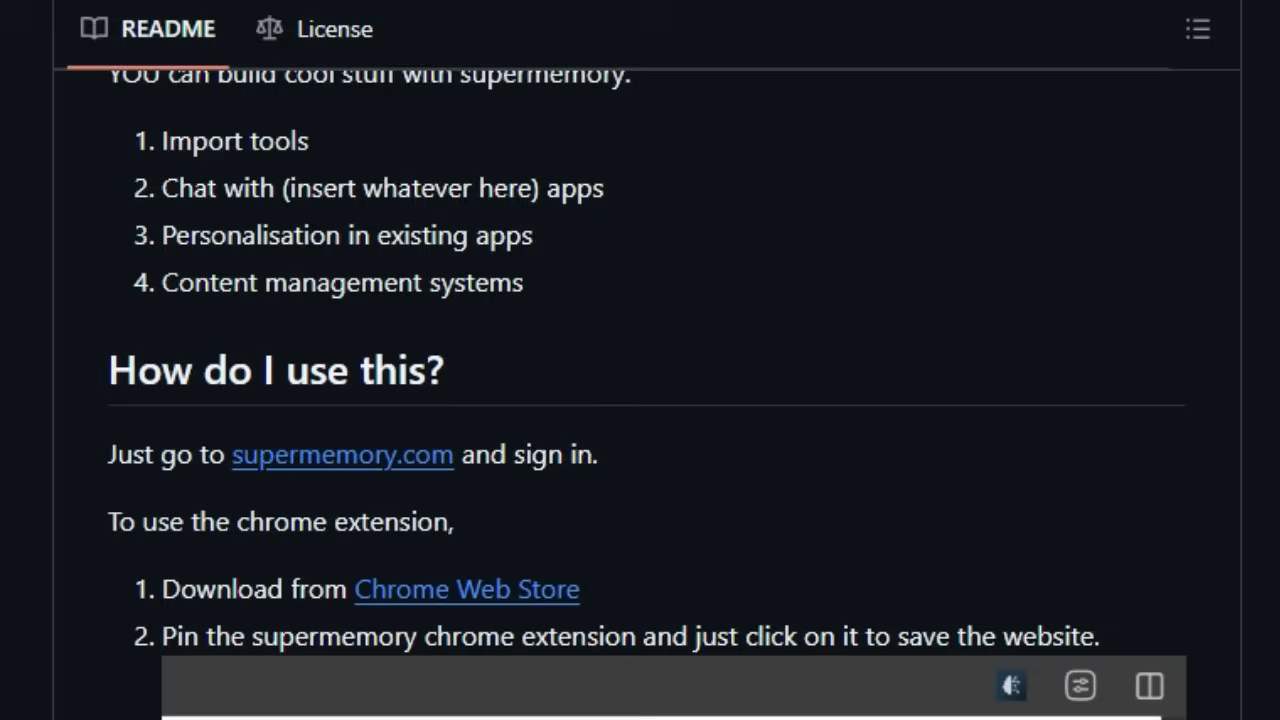 README License
YOU can build cool stuff with supermemory.
1. Import tools
2. Chat with (insert whatever here) apps
3. Personalisation in existing apps
4. Content management systems
How do I use this?
Just go to supermemory.com and sign in.
To use the chrome extension,
1. Download from Chrome Web Store
2. Pin the supermemory chrome extension and just click on it to save the website.